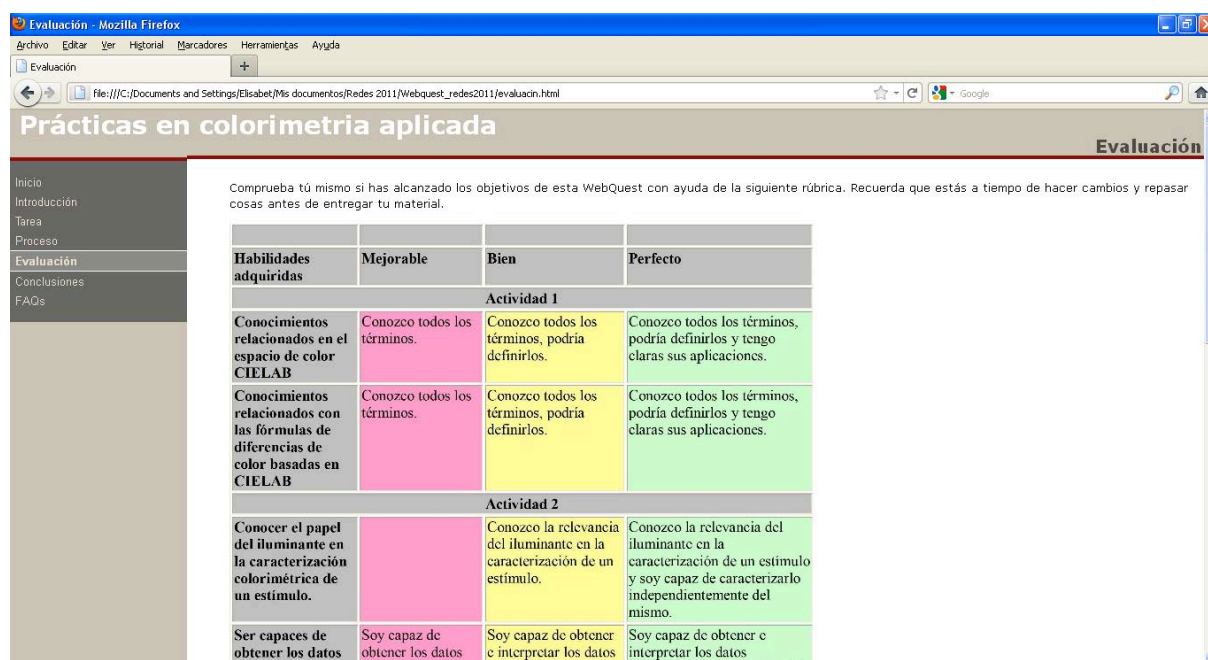 Evaluación - Mozilla Firefox
Archivo Editar Ver Historial Marcadores Herramientas Ayuda
Evaluación
+
file:///C:/Documents and Settings/Elisabet/Mis documentos/Redes 2011/Webquest_redes2011/evaluacin.html
Google
Prácticas en colorimetria aplicada
Evaluación
Inicio
Introducción
Tarea
Proceso
Evaluación
Conclusiones
FAQs
Comprueba tú mismo si has alcanzado los objetivos de esta WebQuest con ayuda de la siguiente rúbrica. Recuerda que estás a tiempo de hacer cambios y repasar
cosas antes de entregar tu material.
Habilidades
adquiridas
Mejorable
Bien
Perfecto
Actividad 1
Conocimientos
relacionados en el
espacio de color
CIELAB
Conozco todos los
términos.
Conozco todos los
términos, podría
definirlos.
Conozco todos los términos,
podría definirlos y tengo
claras sus aplicaciones.
Conocimientos
relacionados con
las fórmulas de
diferencias de
color basadas en
CIELAB
Conozco todos los
términos.
Conozco todos los
términos, podría
definirlos.
Conozco todos los términos,
podría definirlos y tengo
claras sus aplicaciones.
Actividad 2
Conocer el papel
del iluminante en
la caracterización
colorimétrica de
un estímulo.
Conozco la relevancia
del iluminante en la
caracterización de un
estímulo.
Conozco la relevancia del
iluminante en la
caracterización de un estímulo
y soy capaz de caracterizarlo
independientemente del
mismo.
Ser capaces de
obtener los datos
Soy capaz de
obtener los datos
Soy capaz de obtener
e interpretar los datos
Soy capaz de obtener e
interpretar los datos